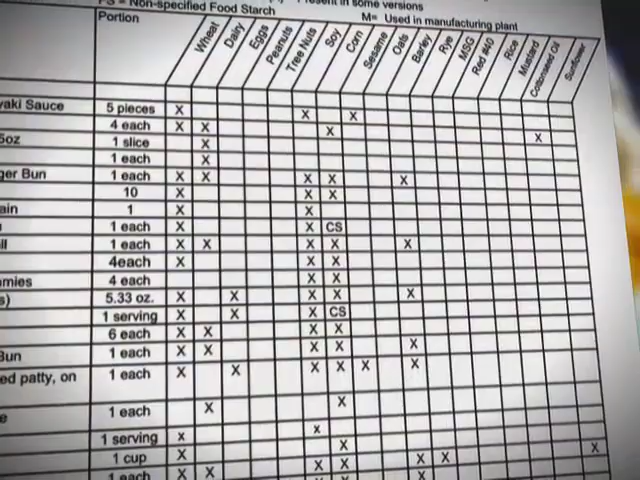 = Non-specified Food Starch
Present in some versions
M= Used in manufacturing plant
Portion Wheat Dairy Eggs Peanuts Tree Nuts Soy Corn Sesame Oats Barley Rye MSG Red #40 Rice Mustard Cottonseed Oil Sunflower
yaki Sauce 5 pieces X X X
4 each X X X
5oz 1 slice X X
1 each X
ger Bun 1 each X X X X X
10 X X X
ain 1 X X
1 each X X CS
ll 1 each X X X X X
4each X X X
mmies 4 each X X
s) 5.33 oz. X X X X X
1 serving X X X CS
6 each X X X X
Bun 1 each X X X X X
ed patty, on 1 each X X X X X X
e 1 each X X
1 serving X X
1 cup X X X X X
1 each X X X X X